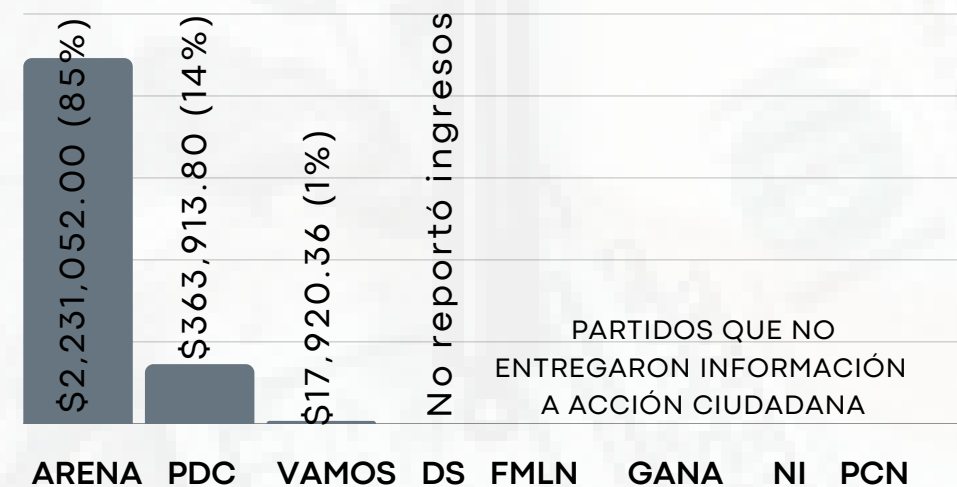 $2,231,052.00 (85%)
$363,913.80 (14%)
$17,920.36 (1%)
No reportó ingresos
PARTIDOS QUE NO
ENTREGARON INFORMACIÓN
A ACCIÓN CIUDADANA
ARENA PDC VAMOS DS FMLN GANA NI PCN